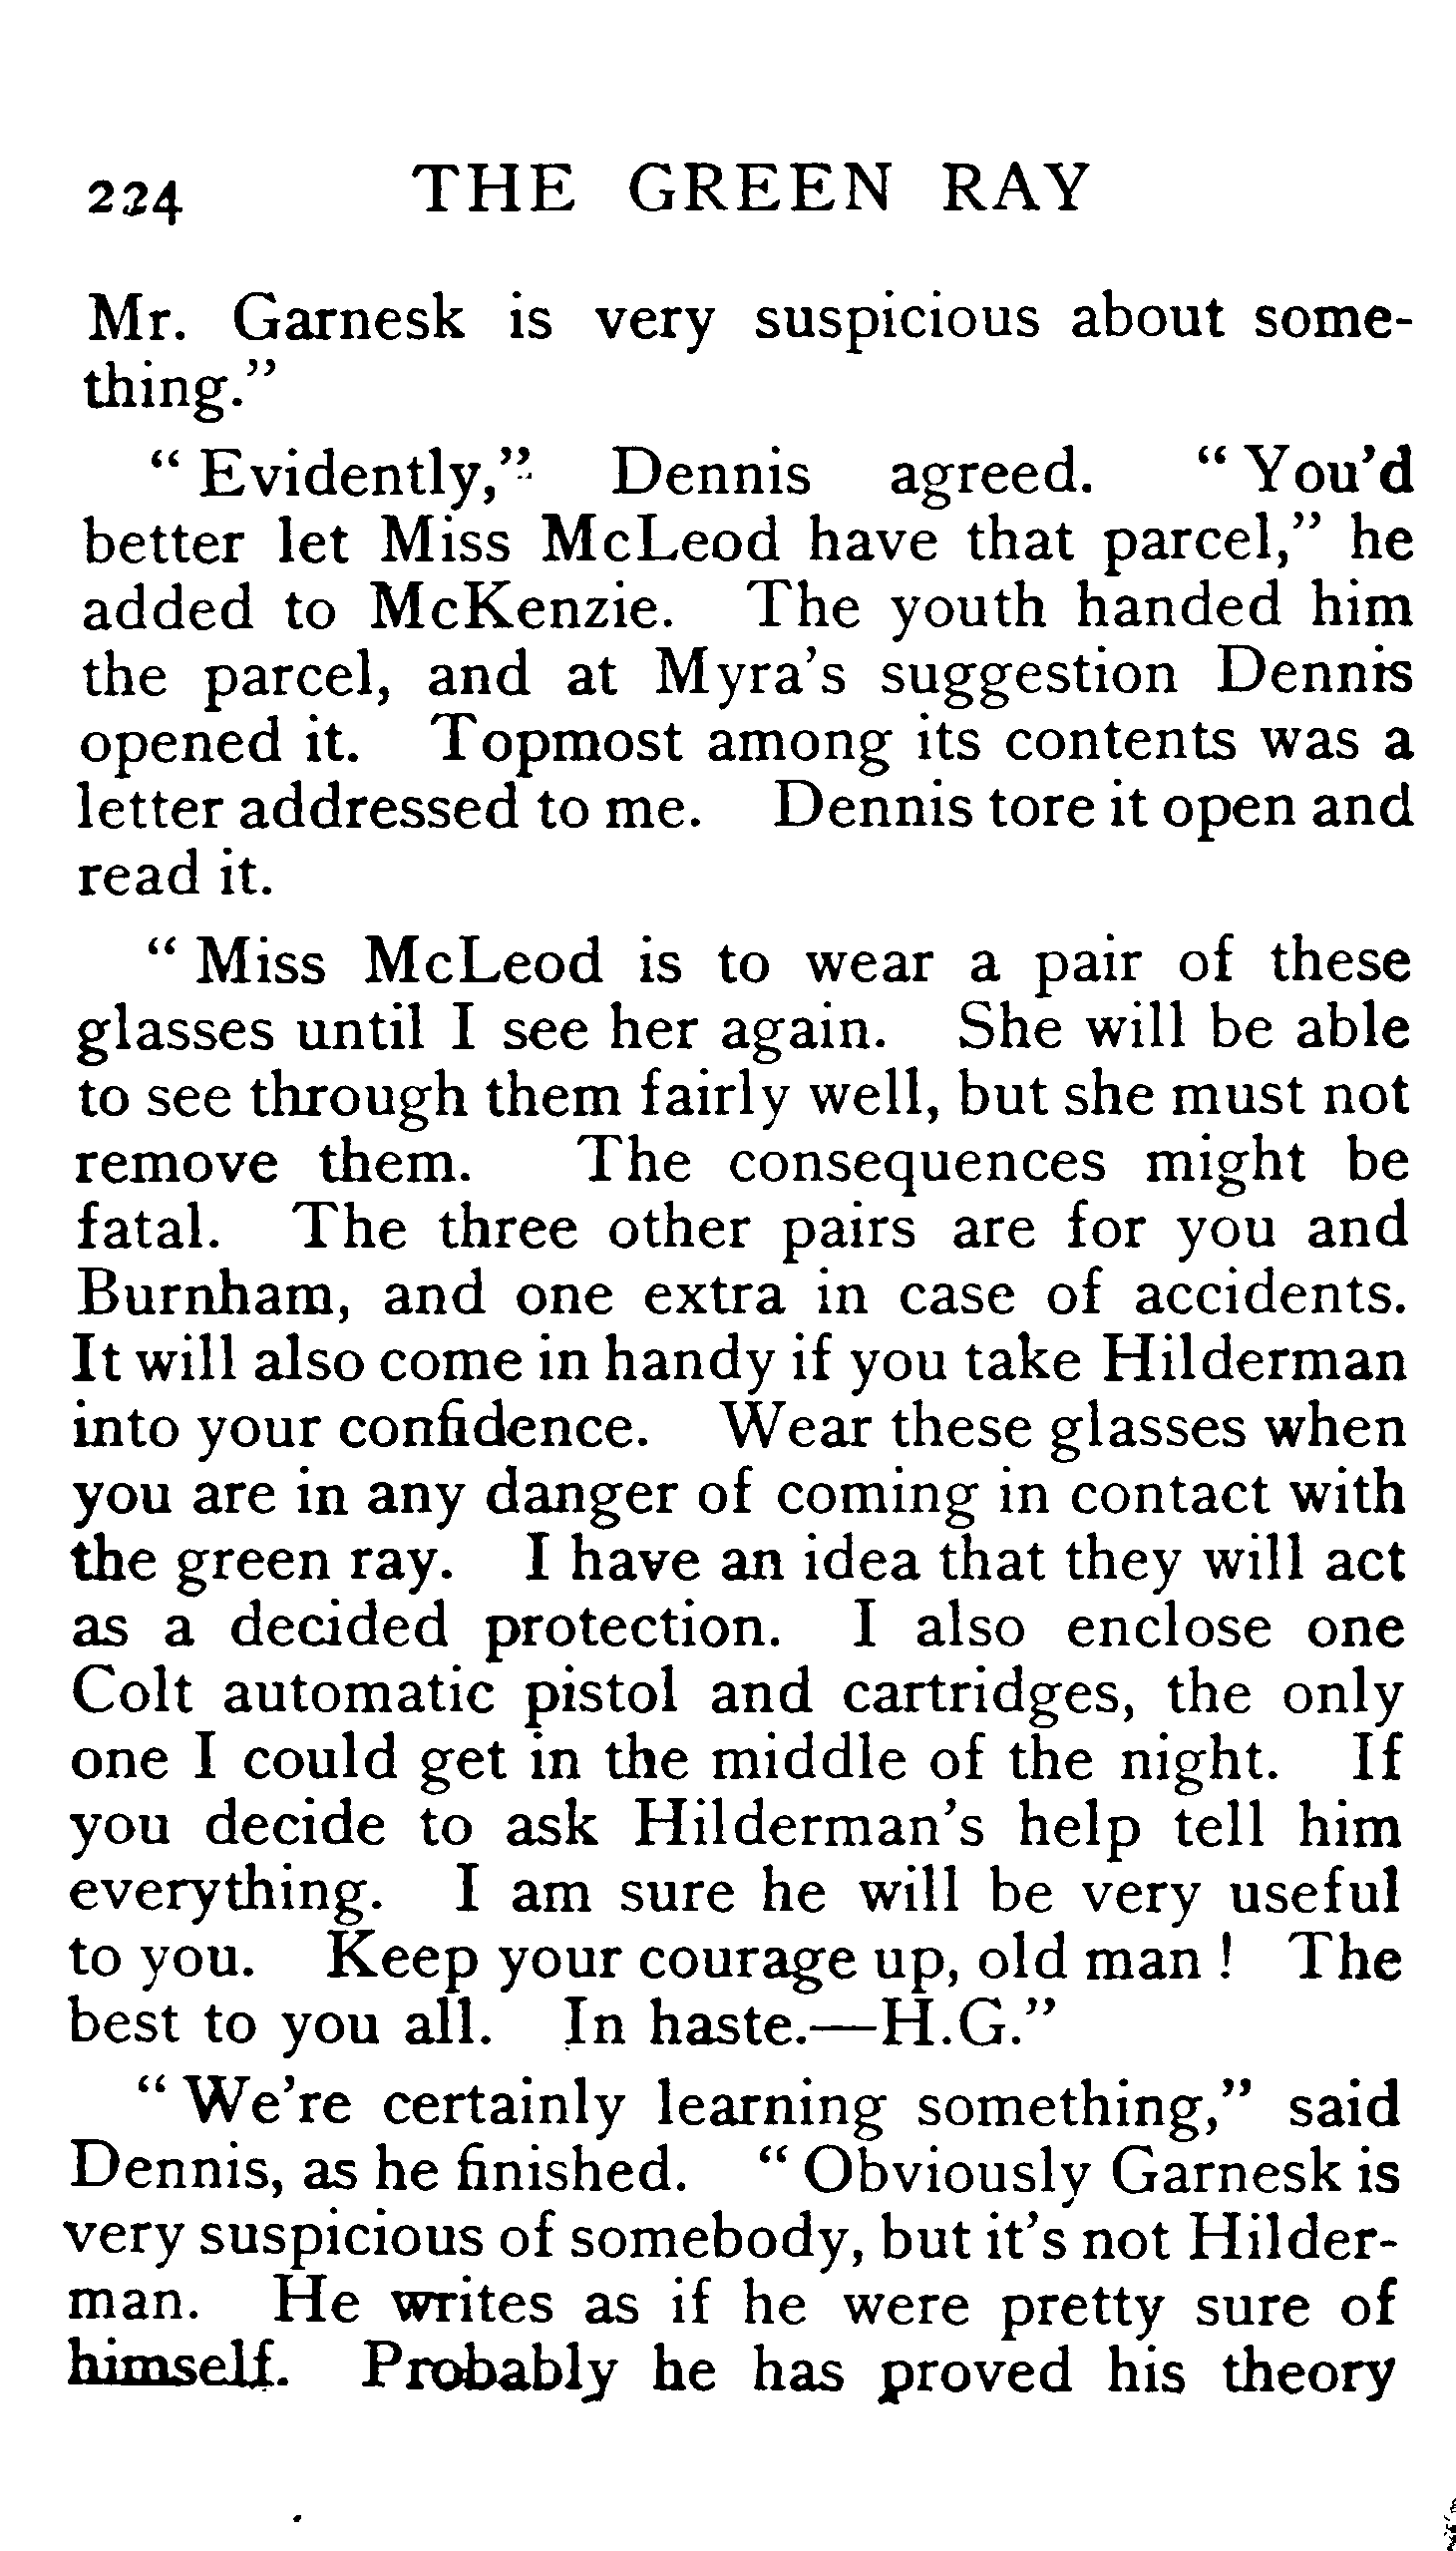 224 THE GREEN RAY
Mr. Garnesk is very suspicious about some-
thing."
" Evidently," Dennis agreed. " You'd
better let Miss McLeod have that parcel," he
added to McKenzie. The youth handed him
the parcel, and at Myra's suggestion Dennis
opened it. Topmost among its contents was a
letter addressed to me. Dennis tore it open and
read it.
" Miss McLeod is to wear a pair of these
glasses until I see her again. She will be able
to see through them fairly well, but she must not
remove them. The consequences might be
fatal. The three other pairs are for you and
Burnham, and one extra in case of accidents.
It will also come in handy if you take Hilderman
into your confidence. Wear these glasses when
you are in any danger of coming in contact with
the green ray. I have an idea that they will act
as a decided protection. I also enclose one
Colt automatic pistol and cartridges, the only
one I could get in the middle of the night. If
you decide to ask Hilderman's help tell him
everything. I am sure he will be very useful
to you. Keep your courage up, old man ! The
best to you all. In haste.—H.G."
" We're certainly learning something," said
Dennis, as he finished. " Obviously Garnesk is
very suspicious of somebody, but it's not Hilder-
man. He writes as if he were pretty sure of
himself. Probably he has proved his theory